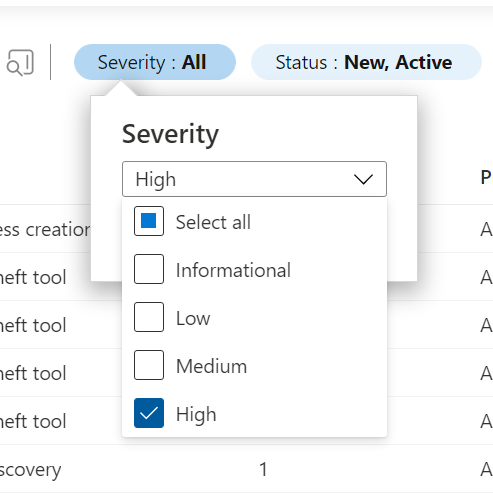 Severity : All
Status : New, Active
Severity
High
P
Select all
ess creation
A
Informational
heft tool
A
Low
heft tool
A
Medium
heft tool
A
High
heft tool
A
scovery
1
A